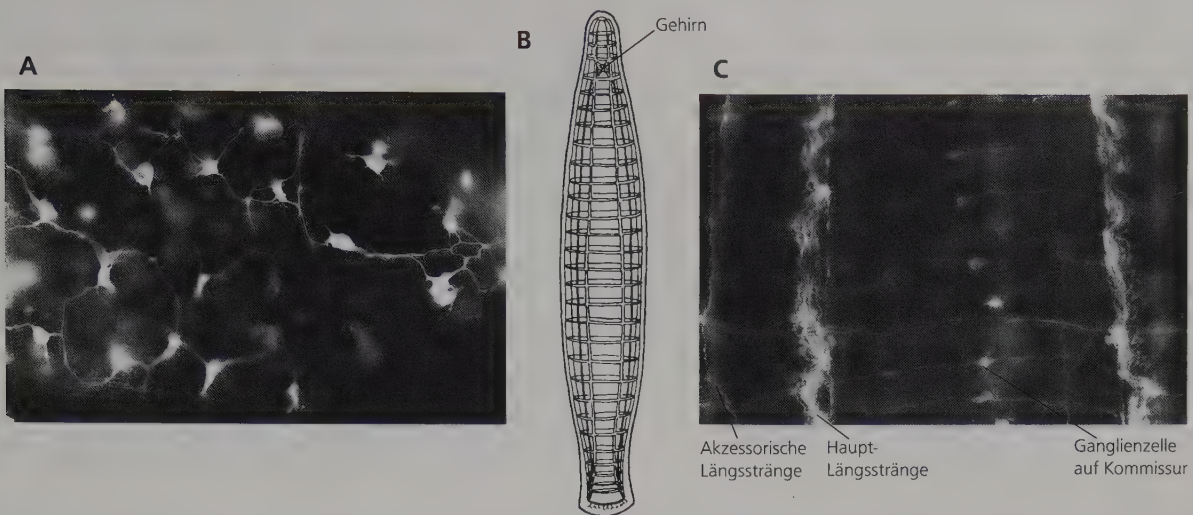 A
B
Gehirn
C
Akzessorische
Längsstränge
Haupt-
Längsstränge
Ganglienzelle
auf Kommissur